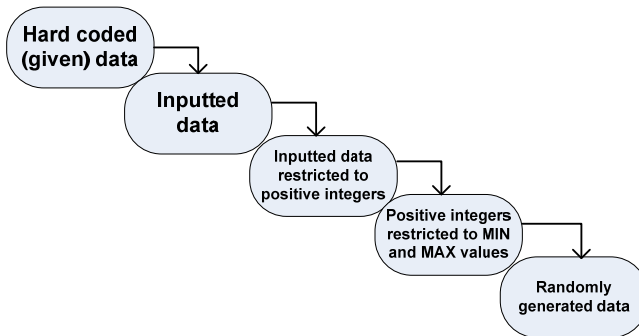 Hard coded
(given) data
Inputted
data
Inputted data
restricted to
positive integers
Positive integers
restricted to MIN
and MAX values
Randomly
generated data